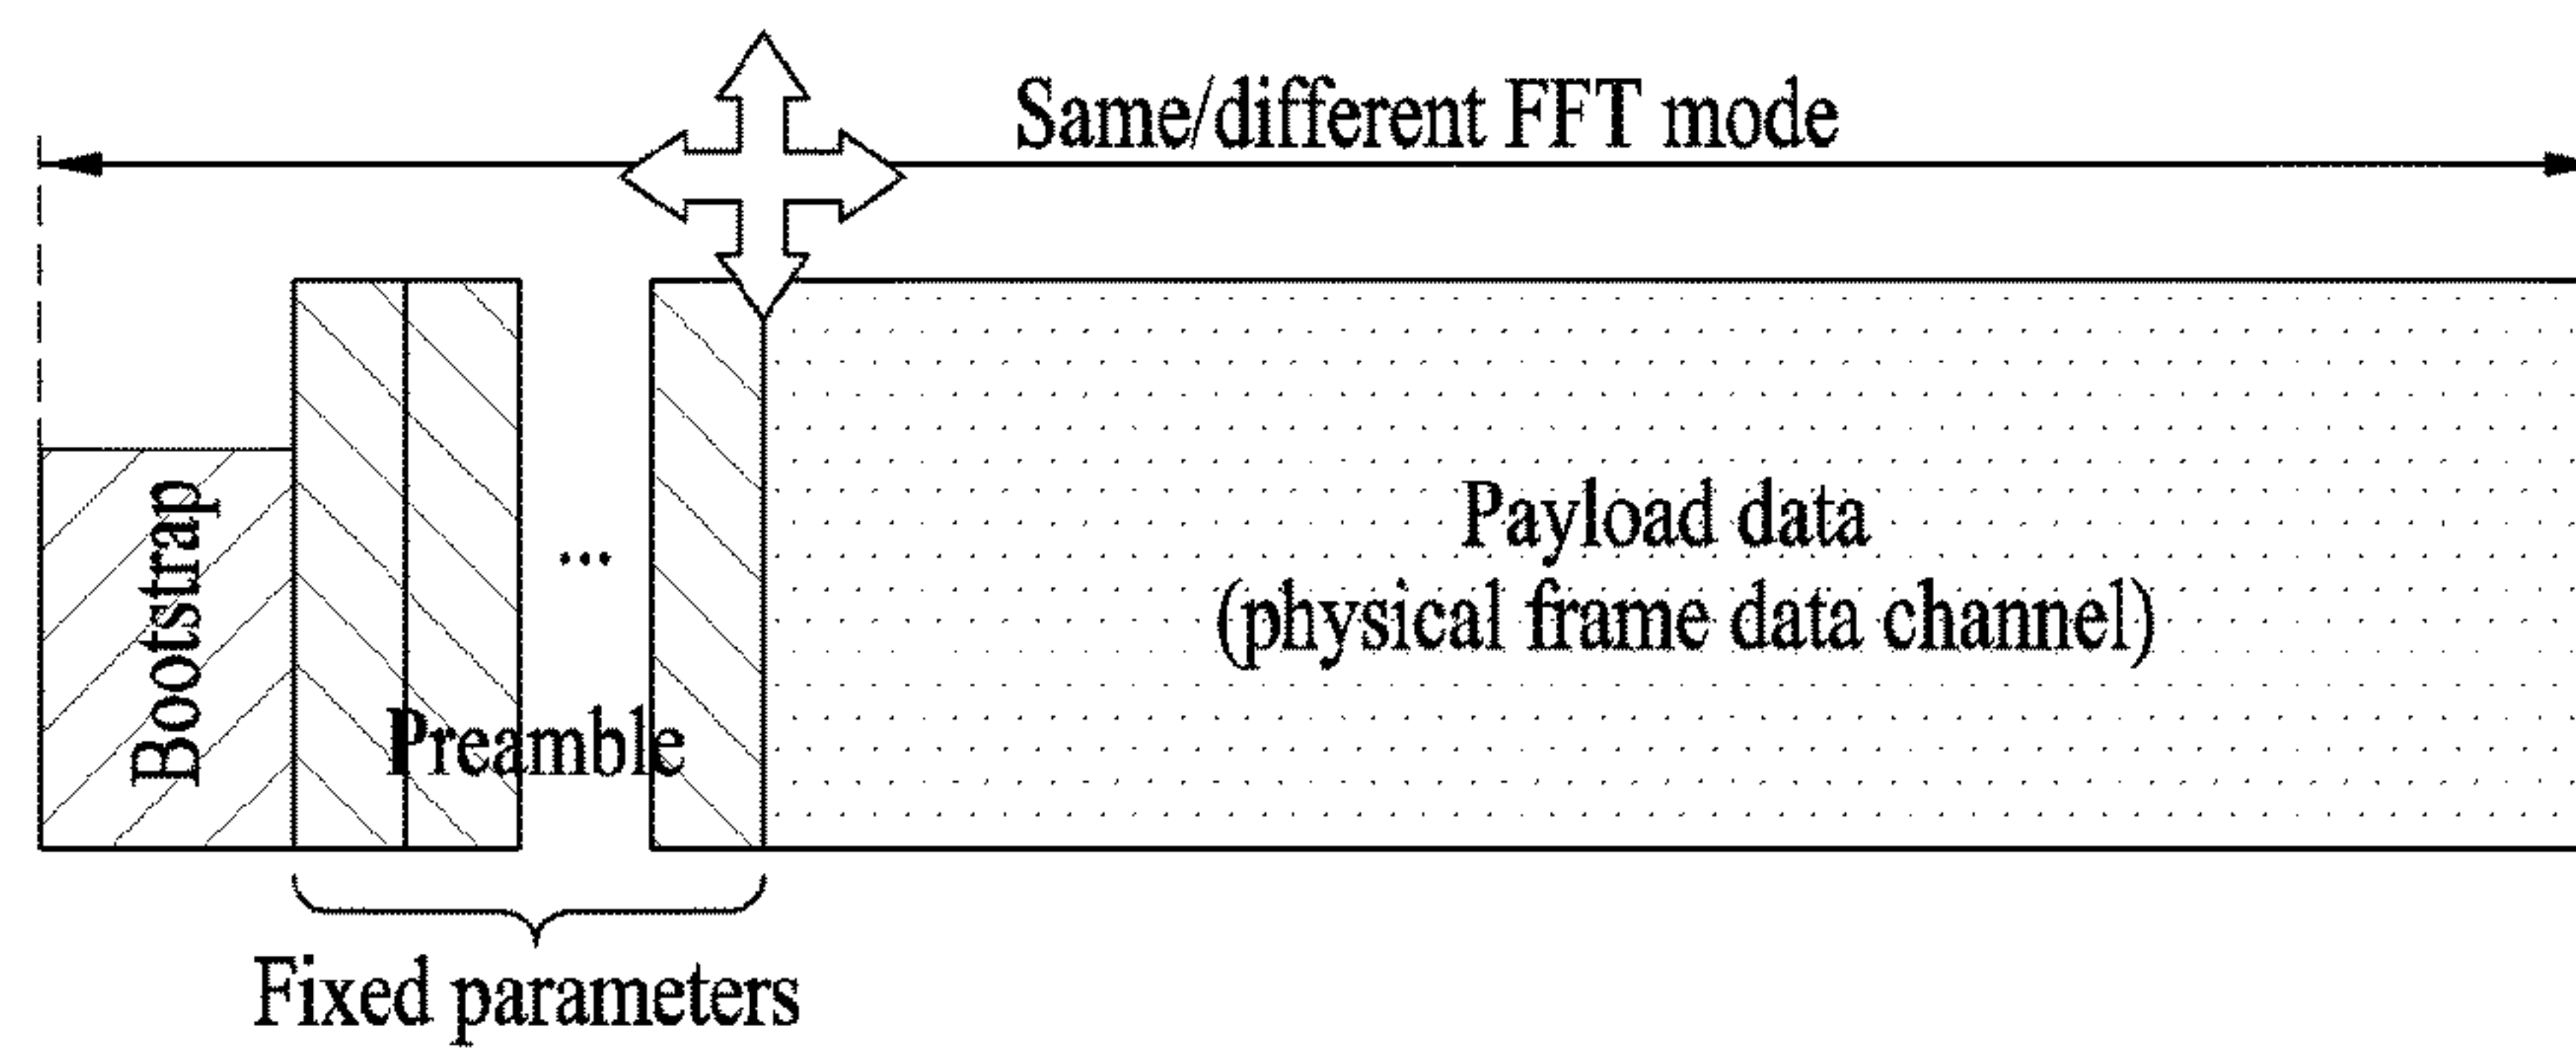 Same/different FFT mode
Bootstrap
Preamble
...
Payload data
(physical frame data channel)
Fixed parameters